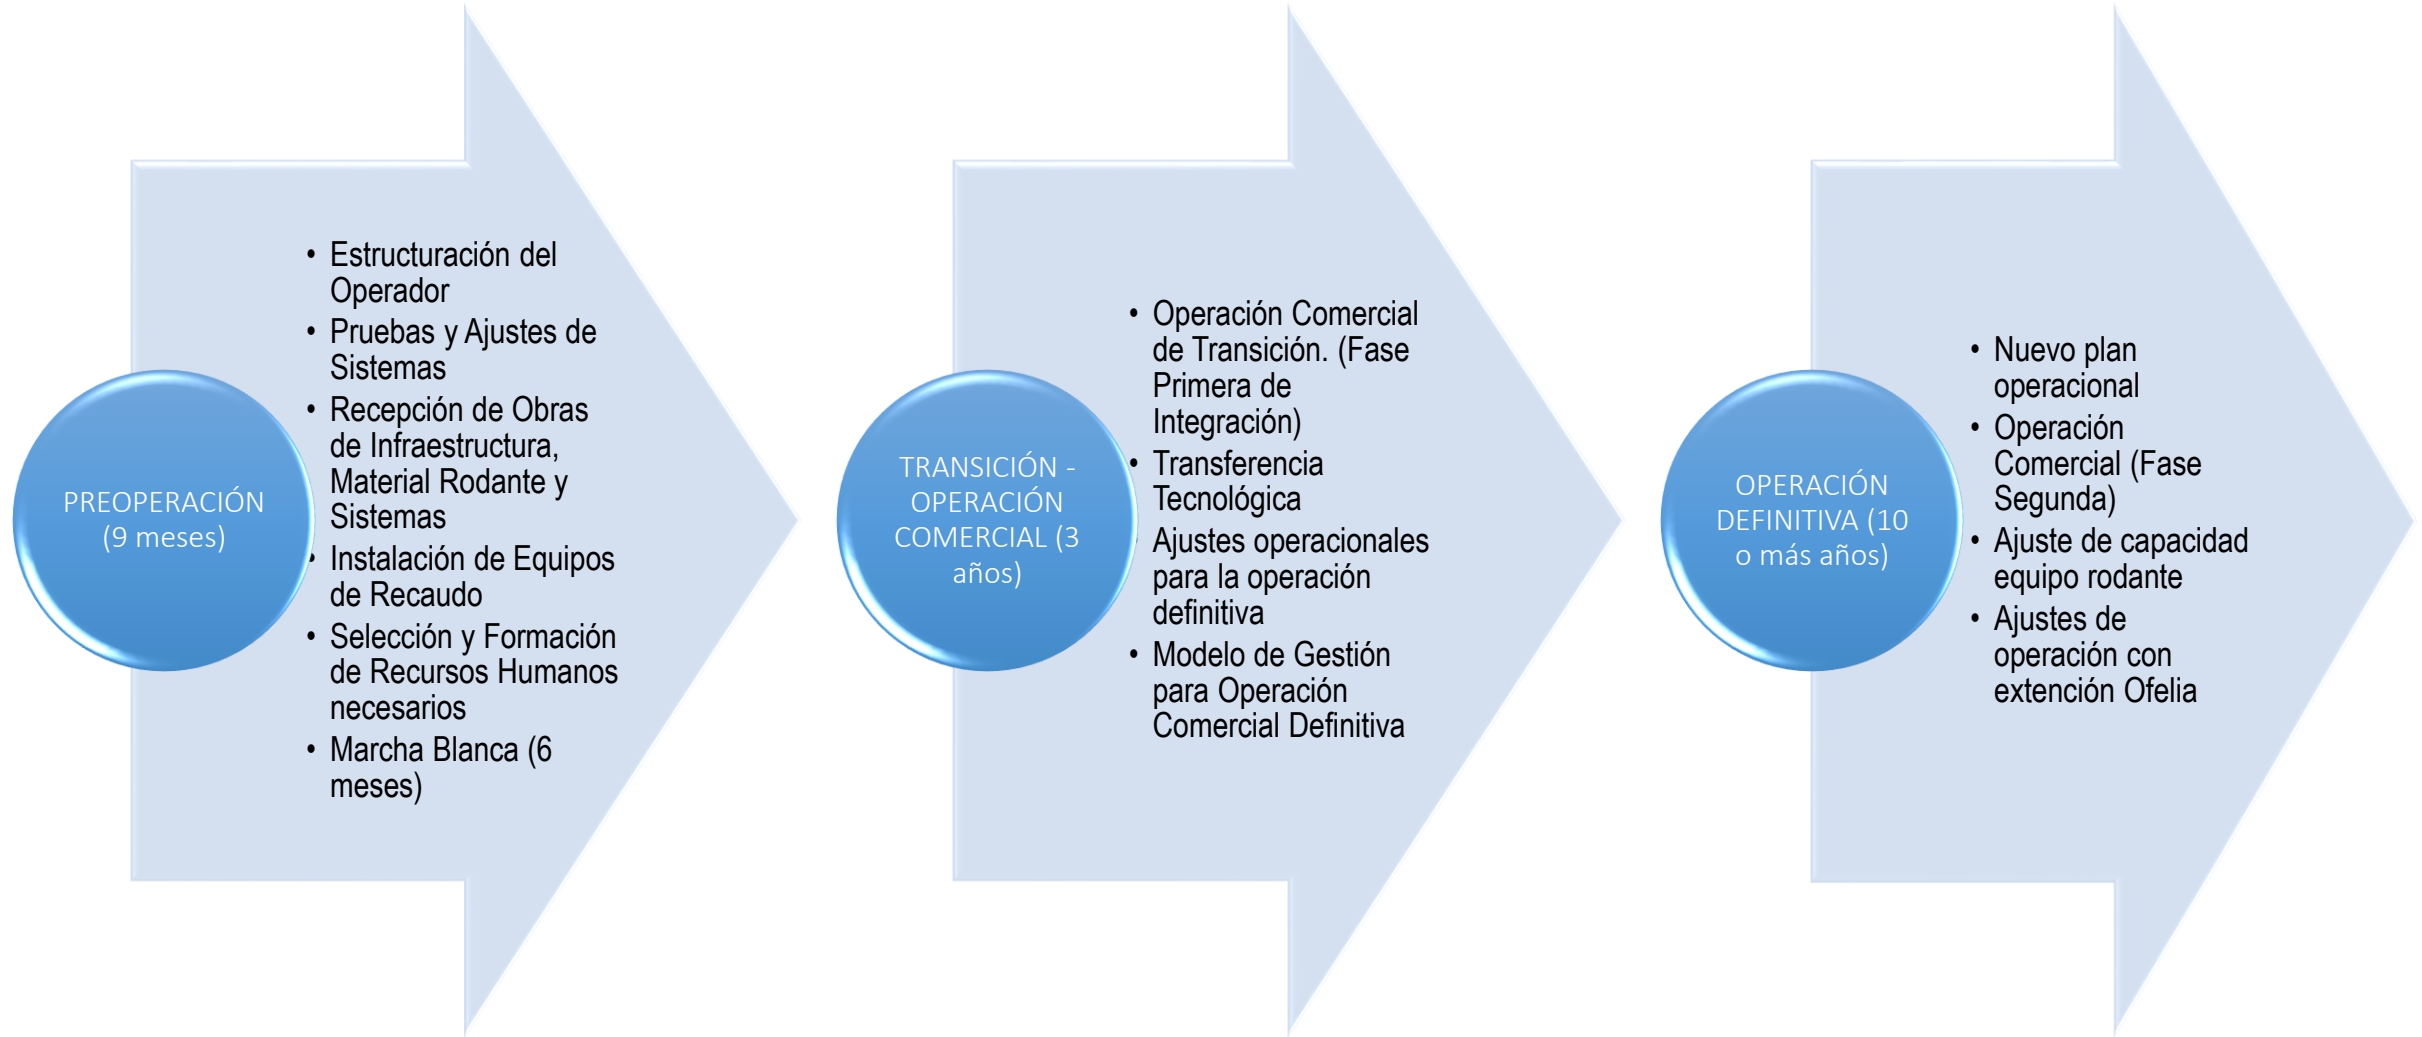 PREOPERACIÓN
(9 meses)
• Estructuración del
Operador
• Pruebas y Ajustes de
Sistemas
• Recepción de Obras
de Infraestructura,
Material Rodante y
Sistemas
• Instalación de Equipos
de Recaudo
• Selección y Formación
de Recursos Humanos
necesarios
• Marcha Blanca (6
meses)
TRANSICIÓN -
OPERACIÓN
COMERCIAL (3
años)
• Operación Comercial
de Transición. (Fase
Primera de
Integración)
• Transferencia
Tecnológica
• Ajustes operacionales
para la operación
definitiva
• Modelo de Gestión
para Operación
Comercial Definitiva
OPERACIÓN
DEFINITIVA (10
o más años)
• Nuevo plan
operacional
• Operación
Comercial (Fase
Segunda)
• Ajuste de capacidad
equipo rodante
• Ajustes de
operación con
extención Ofelia